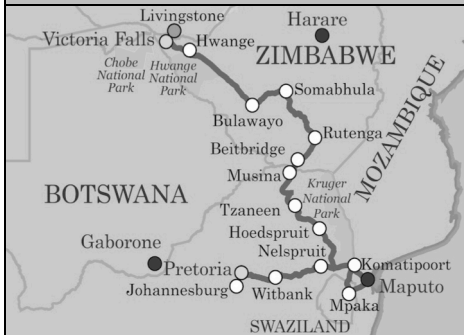 Livingstone
Harare
Victoria Falls
Hwange
ZIMBABWE
Chobe
National
Park
Hwange
National
Park
Somabhula
Bulawayo
Rutenga
MOZAMBIQUE
Beitbridge
Musina
Kruger
National
Park
BOTSWANA
Tzaneen
Hoedspruit
Gaborone
Nelspruit
Komatipoort
Pretoria
Maputo
Johannesburg
Witbank
Mpaka
SWAZILAND